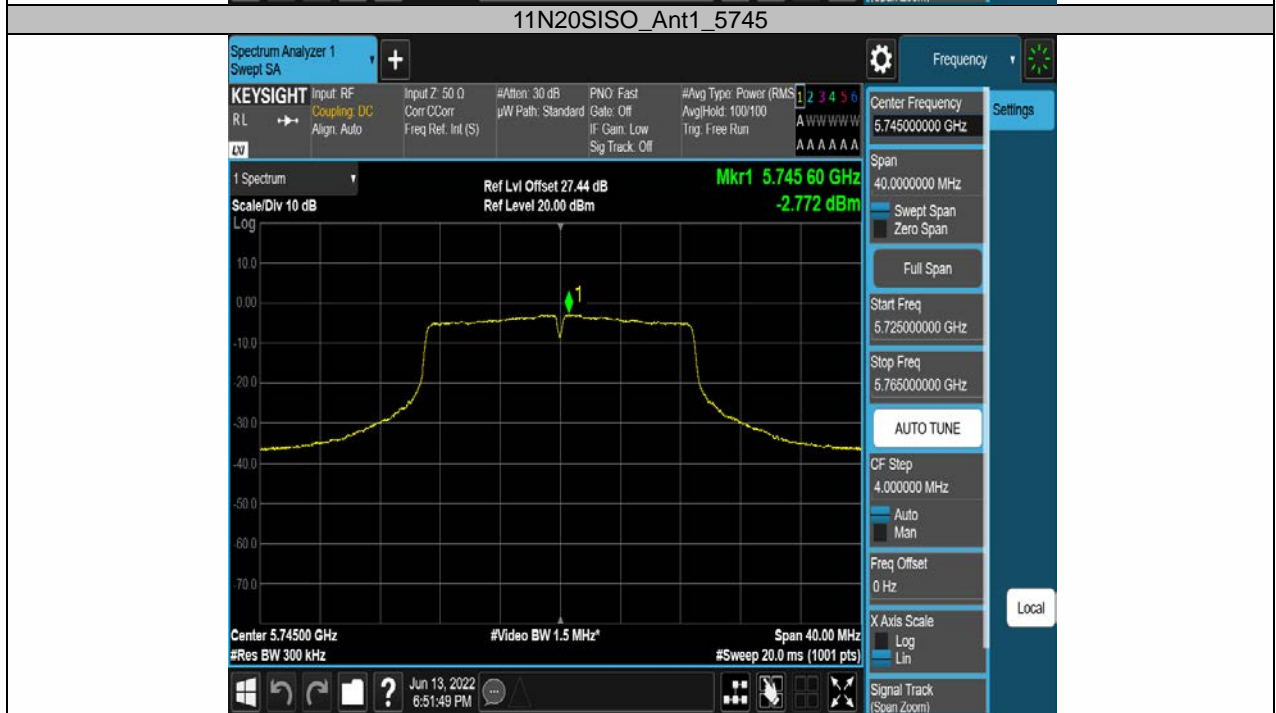 (Span Zoom)
11N20SISO_Ant1_5745
Spectrum Analyzer 1
Swept SA
+
Frequency
KEYSIGHT
RL
LXI
Input: RF
Coupling: DC
Align: Auto
Input Z: 50 Ω
Corr CCorr
Freq Ref: Int (S)
#Atten: 30 dB
µW Path: Standard
PNO: Fast
Gate: Off
IF Gain: Low
Sig Track: Off
#Avg Type: Power (RMS
Avg|Hold: 100/100
Trig: Free Run
1 2 3 4 5 6
A W W W W W
A A A A A A
Center Frequency
5.745000000 GHz
Settings
1 Spectrum
Scale/Div 10 dB
Log
Ref Lvl Offset 27.44 dB
Ref Level 20.00 dBm
Mkr1 5.745 60 GHz
-2.772 dBm
10.0
0.00
-10.0
-20.0
-30.0
-40.0
-50.0
-60.0
-70.0
1
Span
40.0000000 MHz
Swept Span
Zero Span
Full Span
Start Freq
5.725000000 GHz
Stop Freq
5.765000000 GHz
AUTO TUNE
CF Step
4.000000 MHz
Auto
Man
Freq Offset
0 Hz
X Axis Scale
Log
Lin
Local
Signal Track
(Span Zoom)
Center 5.74500 GHz
#Res BW 300 kHz
#Video BW 1.5 MHz*
Span 40.00 MHz
#Sweep 20.0 ms (1001 pts)
?
Jun 13, 2022
6:51:49 PM